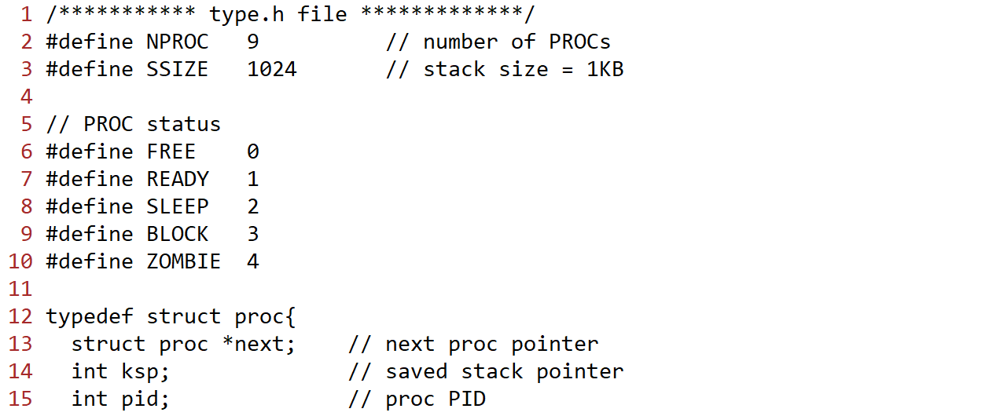 1 /*********** type.h file *************/
2 #define NPROC   9          // number of PROCs
3 #define SSIZE   1024       // stack size = 1KB
4
5 // PROC status
6 #define FREE    0
7 #define READY   1
8 #define SLEEP   2
9 #define BLOCK   3
10 #define ZOMBIE  4
11
12 typedef struct proc{
13   struct proc *next;    // next proc pointer
14   int ksp;              // saved stack pointer
15   int pid;              // proc PID